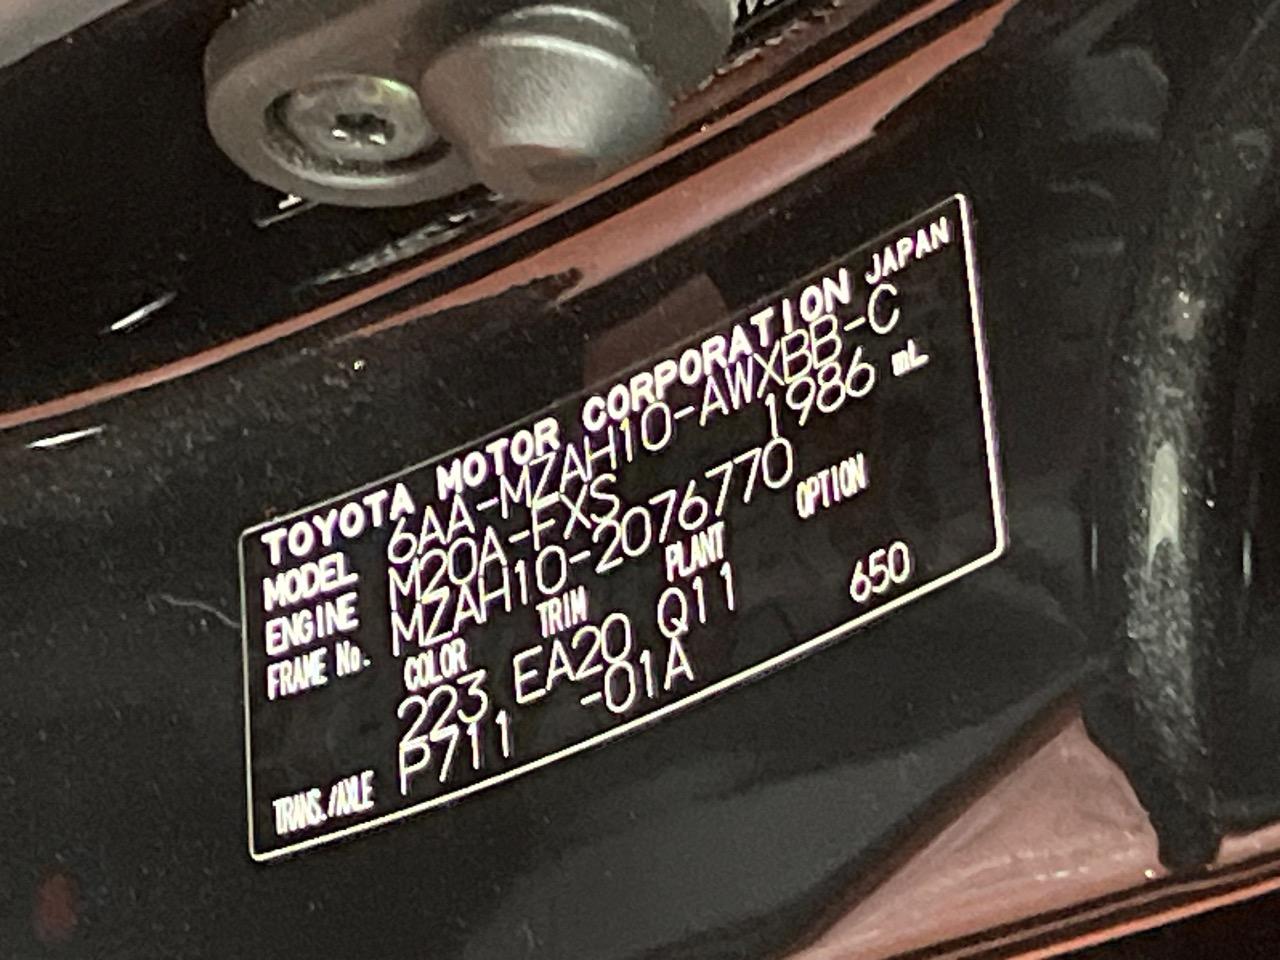 TOYOTA MOTOR CORPORATION JAPAN
MODEL 6AA-MZAH10-AWXBB-C
ENGINE M20A-FXS 1986 mL
FRAME No. MZAH10-2076770
COLOR TRIM PLANT OPTION
223 EA20 Q11
P711 -01A 650
TRANS./AXLE